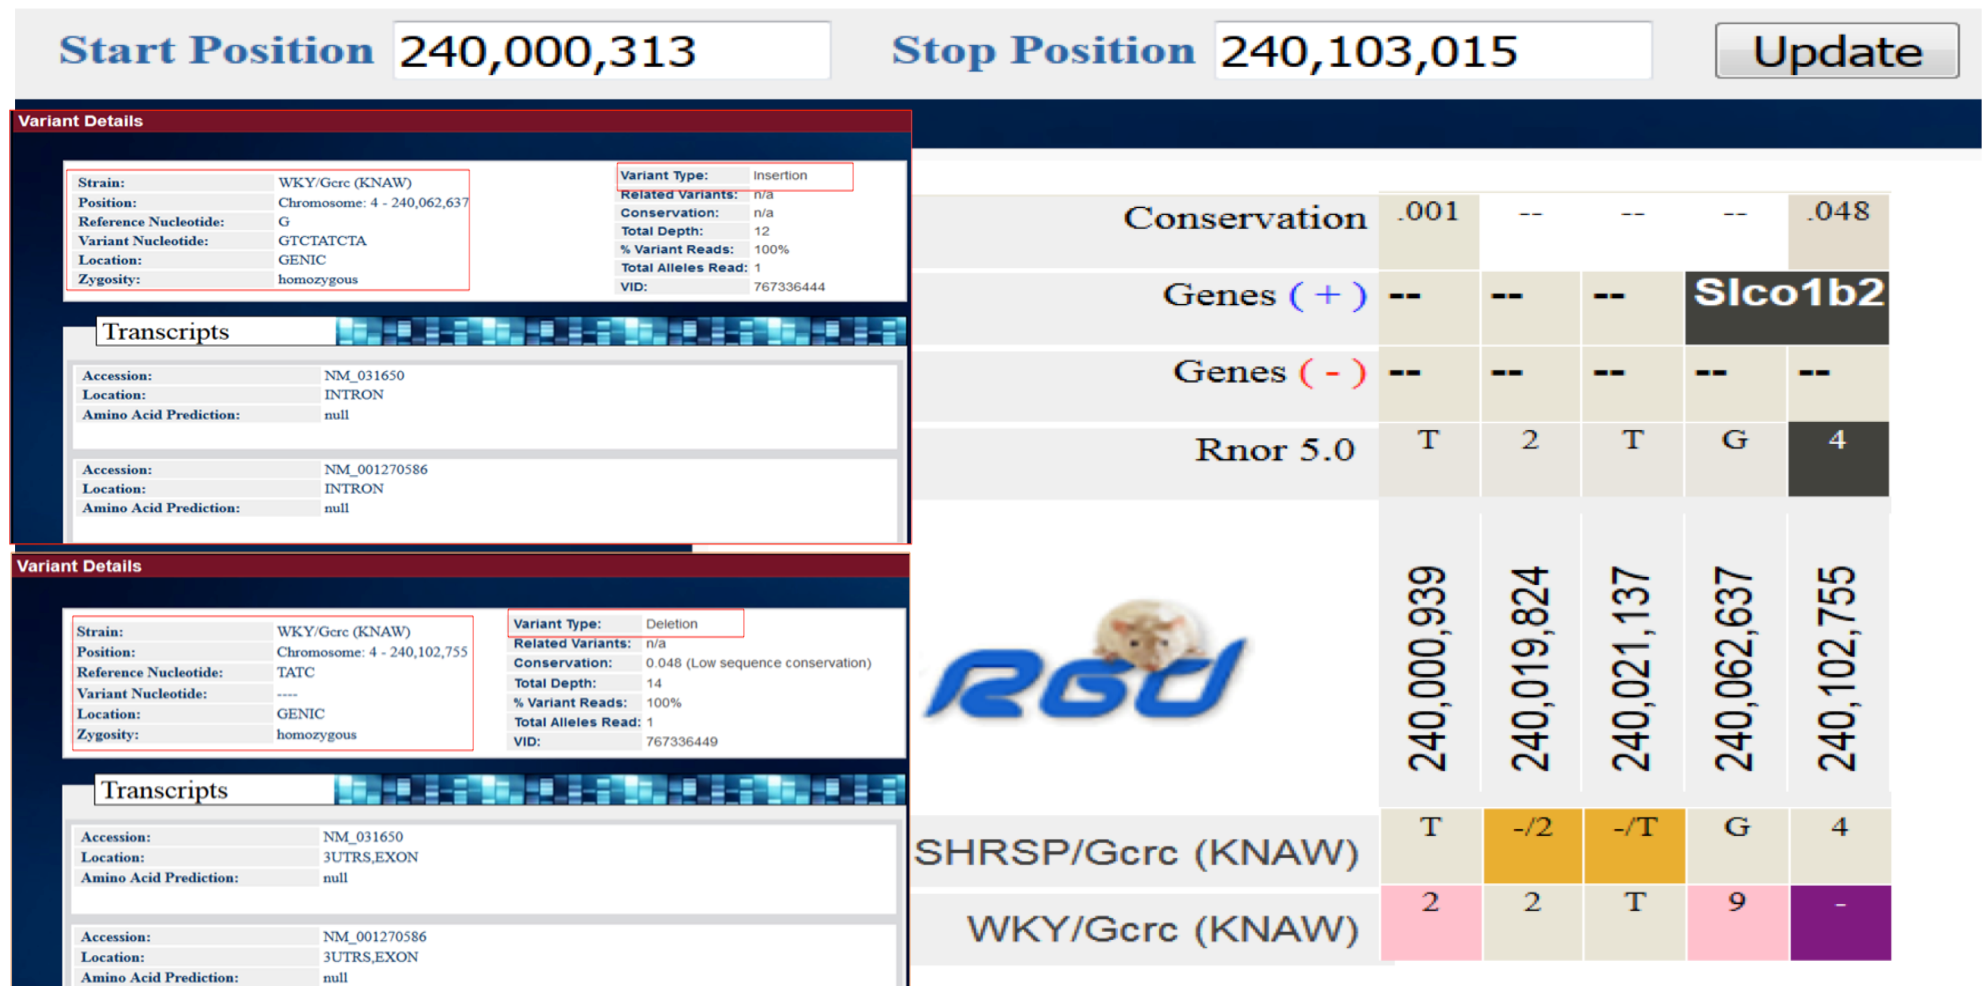 Start Position 240,000,313 Stop Position 240,103,015 Update
Variant Details
Strain: WKY/Gcrc (KNAW)
Position: Chromosome: 4 - 240,062,637
Reference Nucleotide: G
Variant Nucleotide: GTCTATCTA
Location: GENIC
Zygosity: homozygous
Variant Type: Insertion
Related Variants: n/a
Conservation: n/a
Total Depth: 12
% Variant Reads: 100%
Total Alleles Read: 1
VID: 767336444
Transcripts
Accession: NM_031650
Location: INTRON
Amino Acid Prediction: null
Accession: NM_001270586
Location: INTRON
Amino Acid Prediction: null
Variant Details
Strain: WKY/Gcrc (KNAW)
Position: Chromosome: 4 - 240,102,755
Reference Nucleotide: TATC
Variant Nucleotide: ----
Location: GENIC
Zygosity: homozygous
Variant Type: Deletion
Related Variants: n/a
Conservation: 0.048 (Low sequence conservation)
Total Depth: 14
% Variant Reads: 100%
Total Alleles Read: 1
VID: 767336449
Transcripts
Accession: NM_031650
Location: 3UTRS,EXON
Amino Acid Prediction: null
Accession: NM_001270586
Location: 3UTRS,EXON
Amino Acid Prediction: null
Conservation .001 -- -- -- .048
Genes ( + ) -- -- -- Slco1b2
Genes ( - ) -- -- -- -- --
Rnor 5.0 T 2 T G 4
RGD
240,000,939
240,019,824
240,021,137
240,062,637
240,102,755
SHRSP/Gcrc (KNAW) T -/2 -/T G 4
WKY/Gcrc (KNAW) 2 2 T 9 -